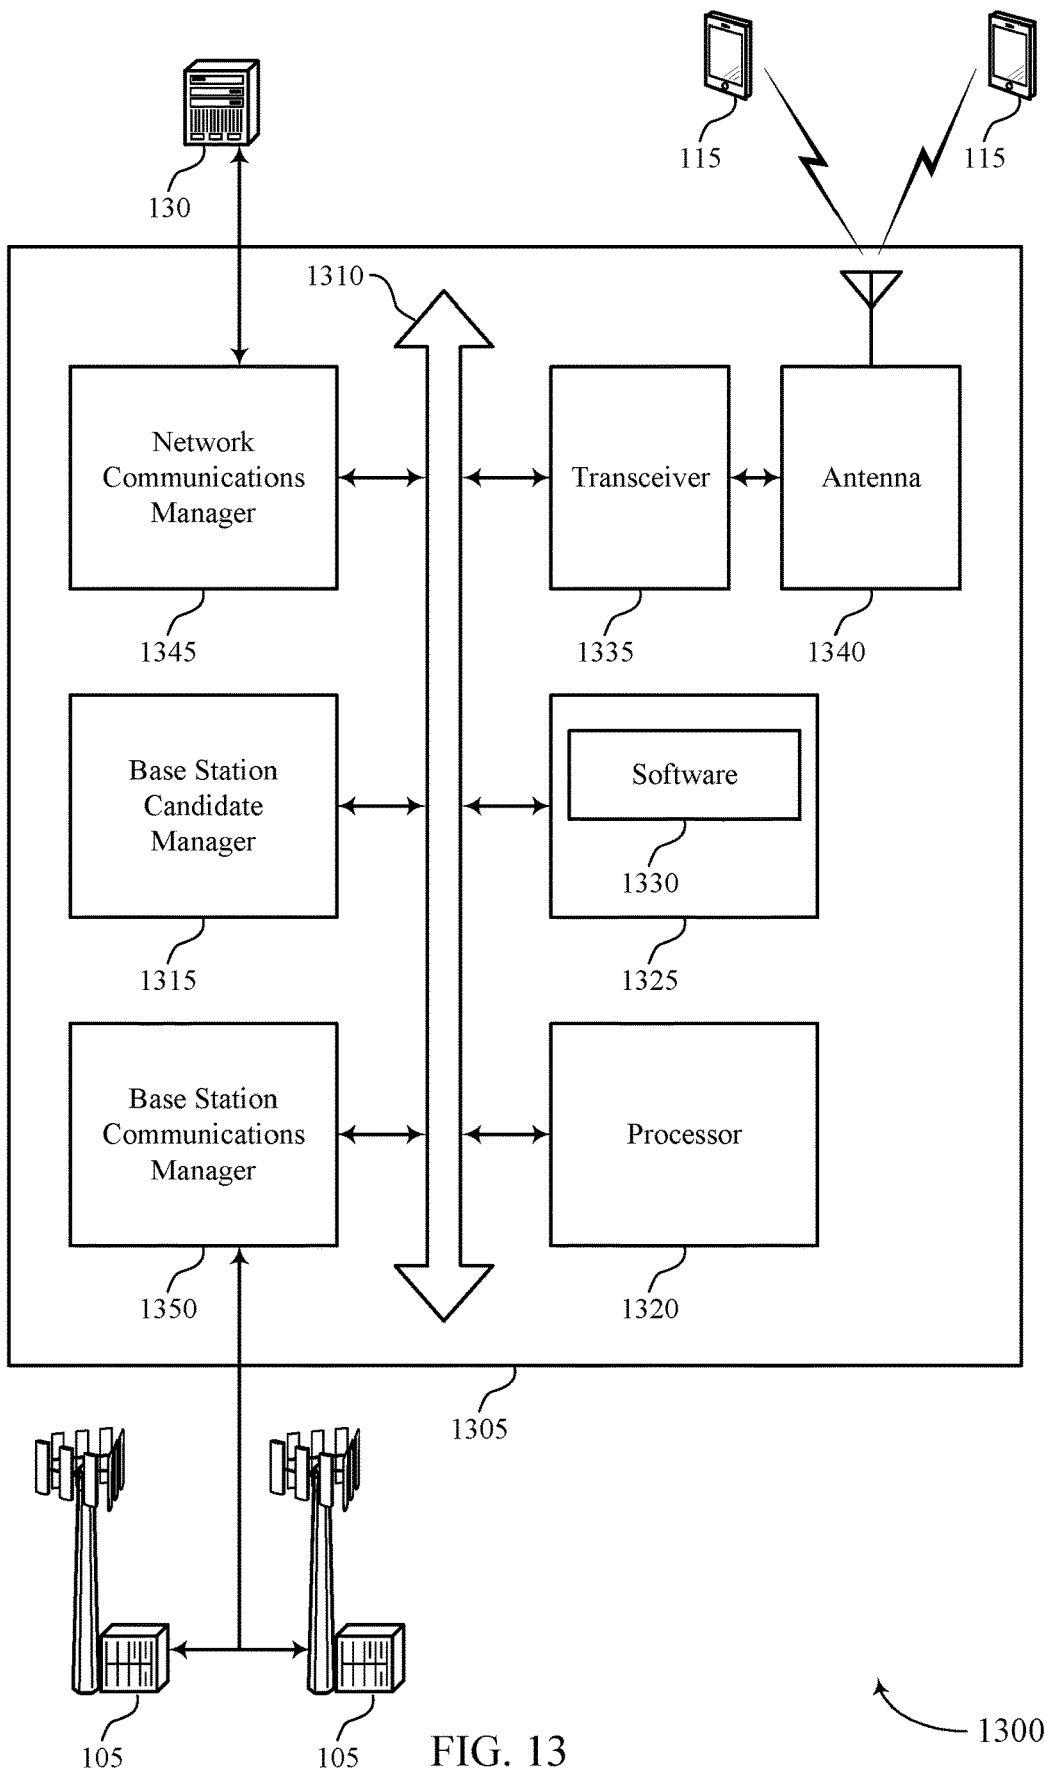 115
115
130
1310
Network
Communications
Manager
Transceiver
Antenna
1345
1335
1340
Base Station
Candidate
Manager
Software
1330
1315
1325
Base Station
Communications
Manager
Processor
1350
1320
1305
105
105
FIG. 13
1300